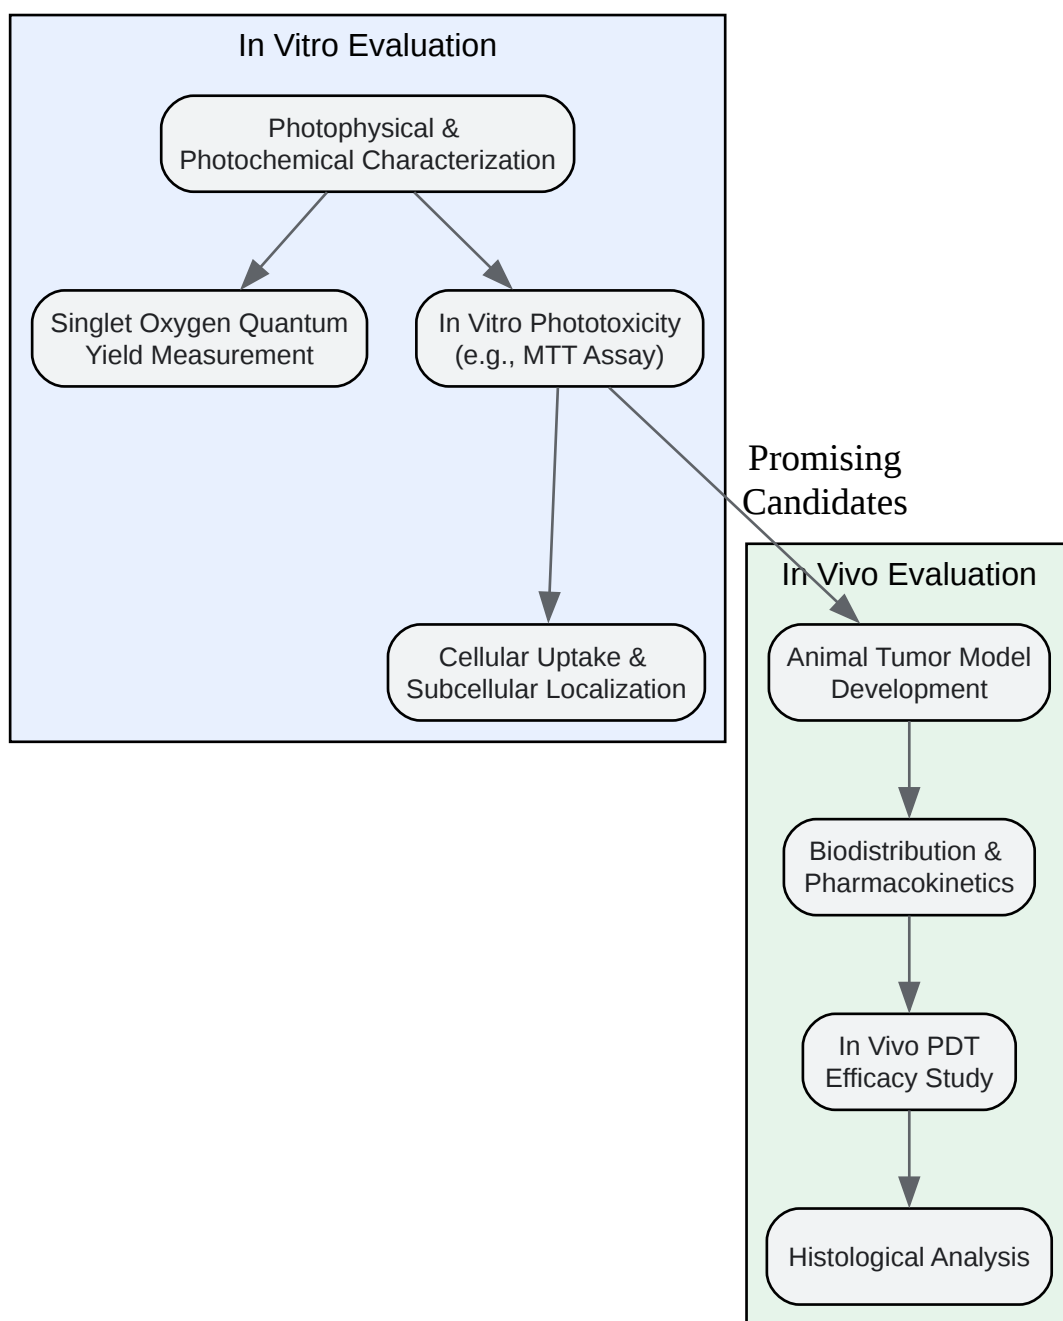 In Vitro Evaluation
Photophysical &
Photochemical Characterization
Singlet Oxygen Quantum
Yield Measurement
In Vitro Phototoxicity
(e.g., MTT Assay)
Promising
Candidates
Cellular Uptake &
Subcellular Localization
In Vivo Evaluation
Animal Tumor Model
Development
Biodistribution &
Pharmacokinetics
In Vivo PDT
Efficacy Study
Histological Analysis